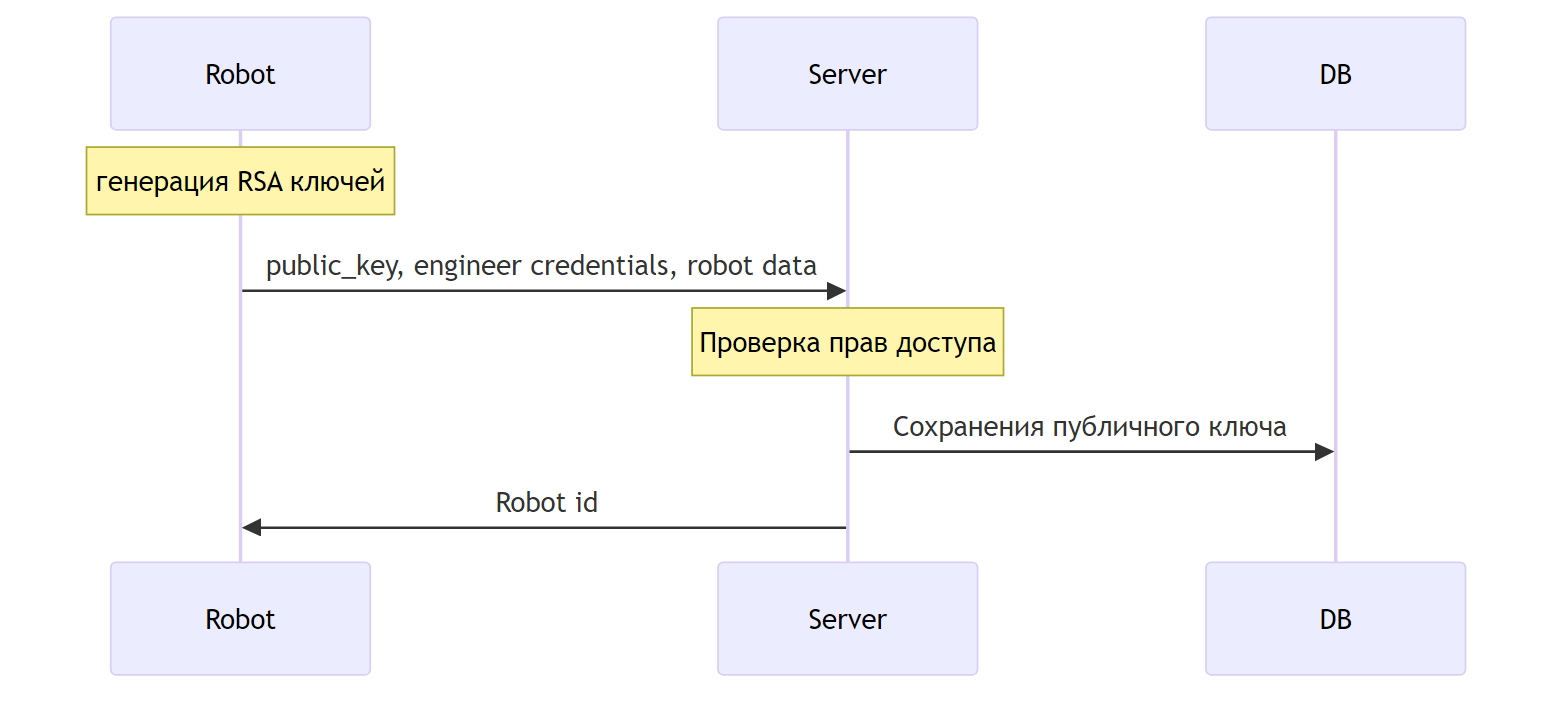 Robot
Server
DB
генерация RSA ключей
public_key, engineer credentials, robot data
Проверка прав доступа
Сохранения публичного ключа
Robot id
Robot
Server
DB